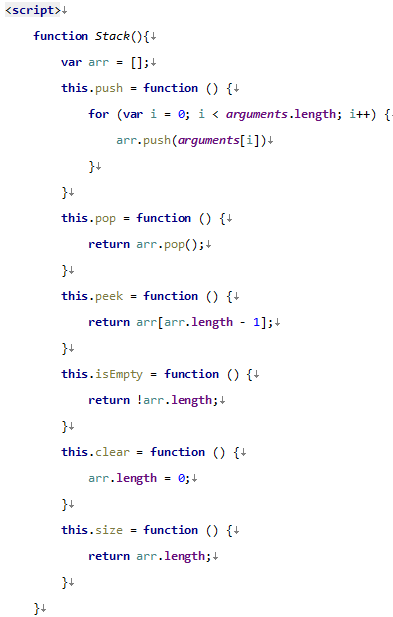 <script>↓
function Stack(){↓
var arr = [];↓
this.push = function () {↓
for (var i = 0; i < arguments.length; i++) {↓
arr.push(arguments[i])↓
}↓
}↓
this.pop = function () {↓
return arr.pop();↓
}↓
this.peek = function () {↓
return arr[arr.length - 1];↓
}↓
this.isEmpty = function () {↓
return !arr.length;↓
}↓
this.clear = function () {↓
arr.length = 0;↓
}↓
this.size = function () {↓
return arr.length;↓
}↓
}↓